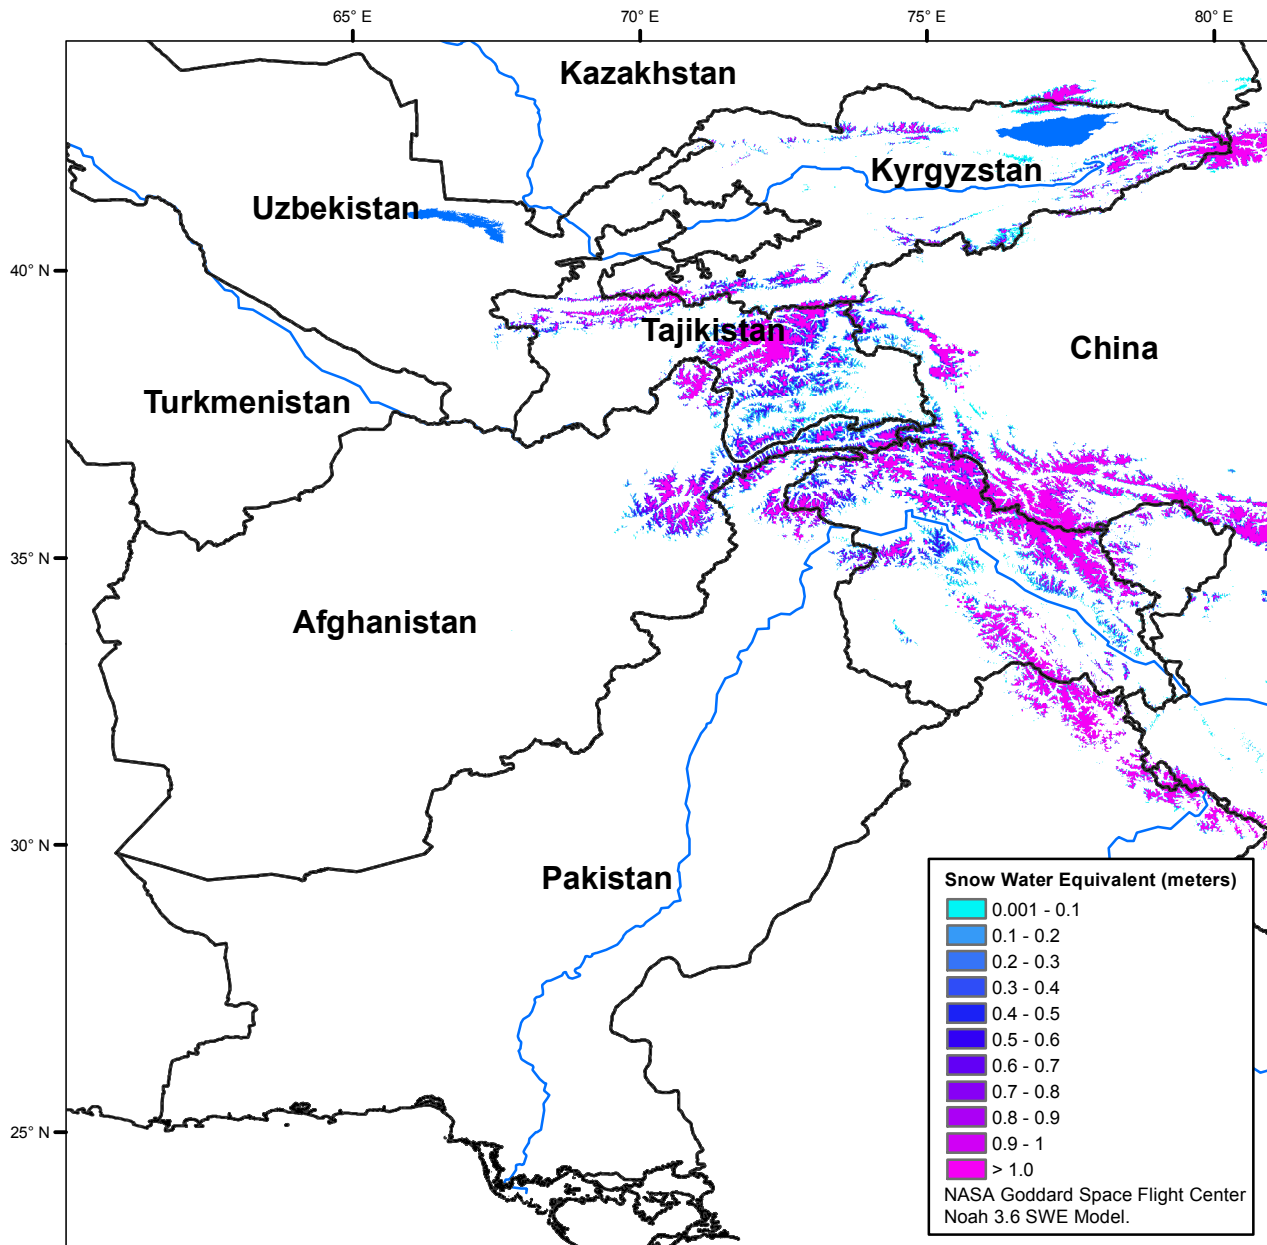 65° E
70° E
75° E
80° E
Kazakhstan
Kyrgyzstan
Uzbekistan
40° N
Tajikistan
China
Turkmenistan
35° N
Afghanistan
30° N
Pakistan
25° N
Snow Water Equivalent (meters)
0.001 - 0.1
0.1 - 0.2
0.2 - 0.3
0.3 - 0.4
0.4 - 0.5
0.5 - 0.6
0.6 - 0.7
0.7 - 0.8
0.8 - 0.9
0.9 - 1
> 1.0
NASA Goddard Space Flight Center
Noah 3.6 SWE Model.